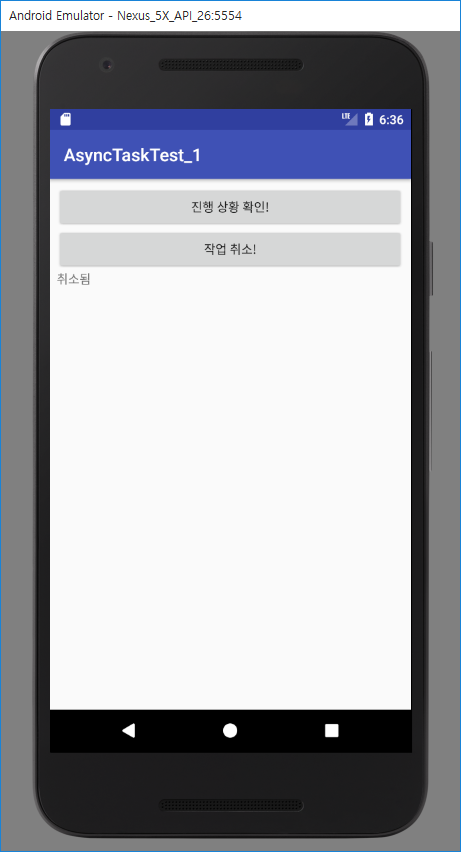 Android Emulator - Nexus_5X_API_26:5554
LTE 6:36
AsyncTaskTest_1
진행 상황 확인!
작업 취소!
취소됨